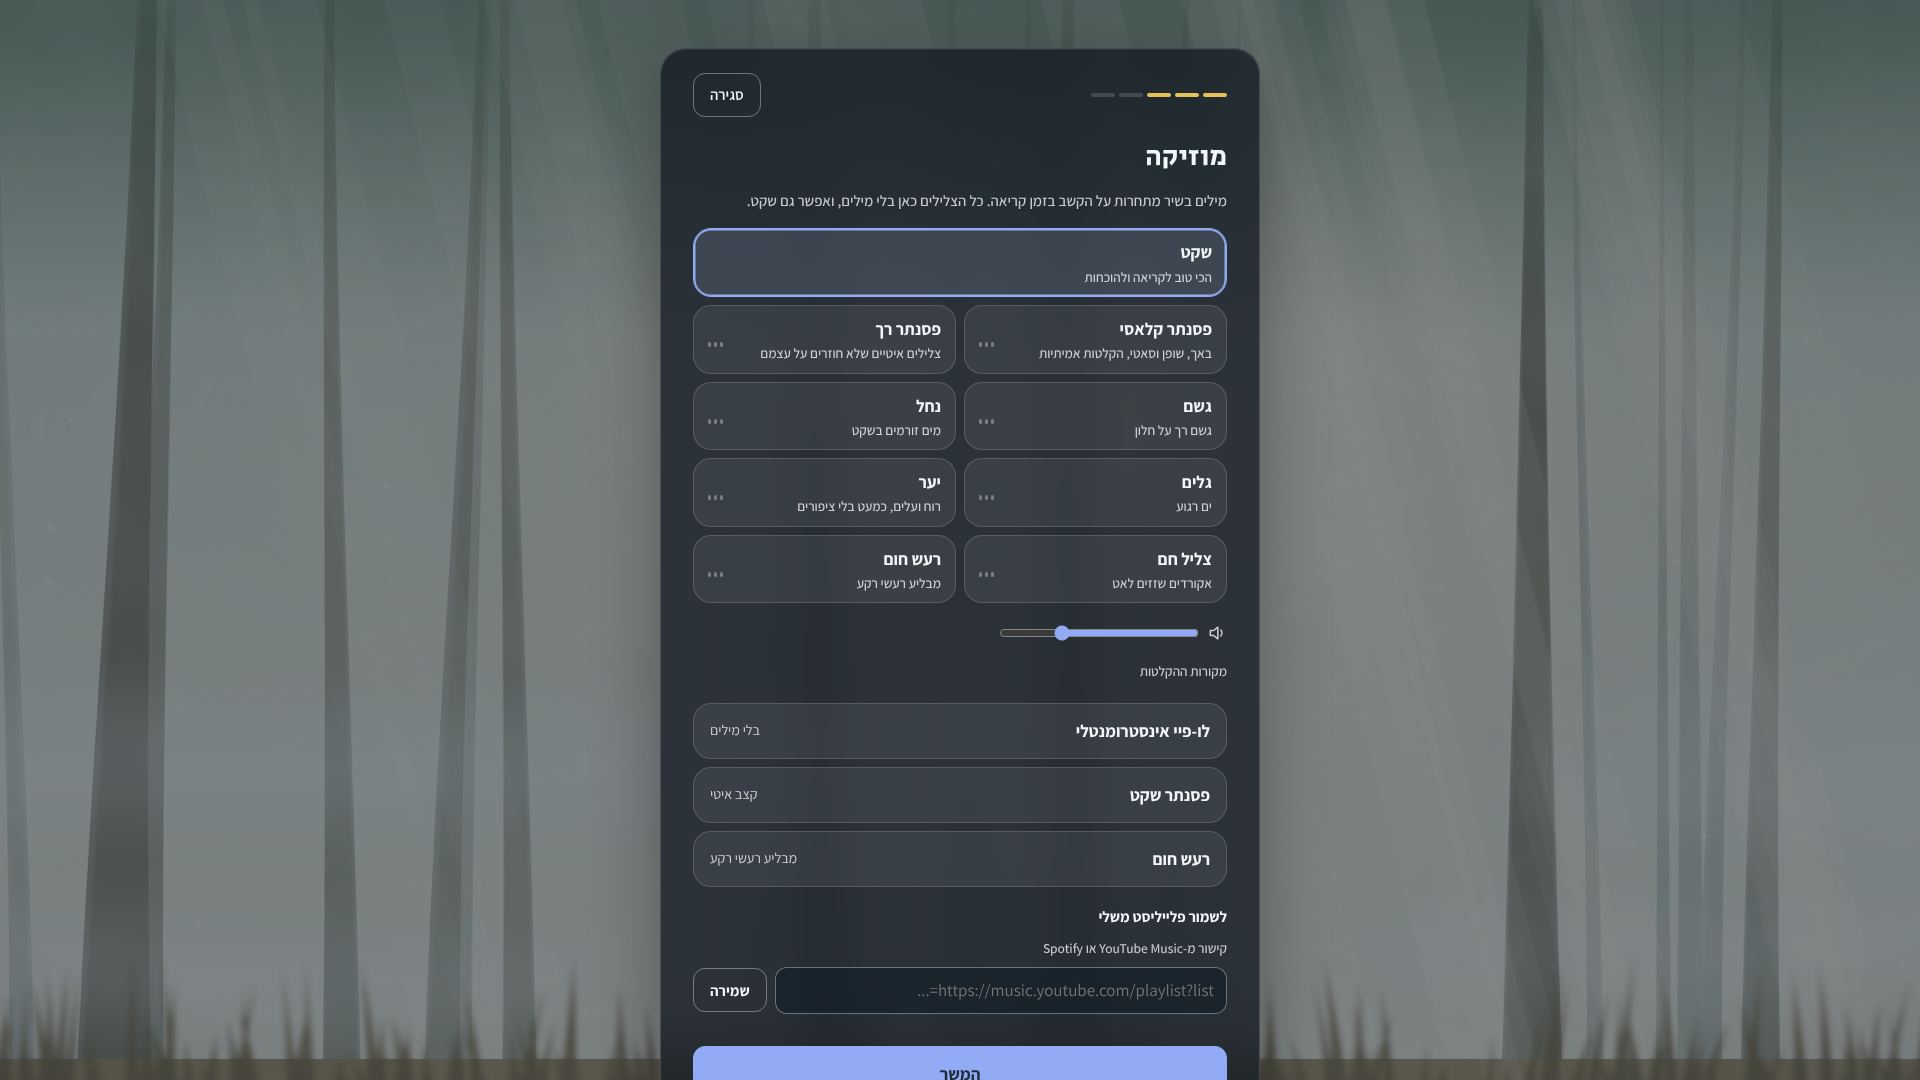 סגירה
מוזיקה
מילים בשיר מתחרות על הקשב בזמן קריאה. כל הצלילים כאן בלי מילים, ואפשר גם שקט.
שקט
הכי טוב לקריאה ולהוכחות
פסנתר קלאסי
באך, שופן וסאטי, הקלטות אמיתיות
פסנתר רך
צלילים איטיים שלא חוזרים על עצמם
גשם
גשם רך על חלון
נחל
מים זורמים בשקט
גלים
ים רגוע
יער
רוח ועלים, כמעט בלי ציפורים
צליל חם
אקורדים שזזים לאט
רעש חום
מבליע רעשי רקע
מקורות ההקלטות
לו-פיי אינסטרומנטלי
בלי מילים
פסנתר שקט
קצב איטי
רעש חום
מבליע רעשי רקע
לשמור פלייליסט משלי
קישור מ-YouTube Music או Spotify
https://music.youtube.com/playlist?list=...
שמירה
המשך